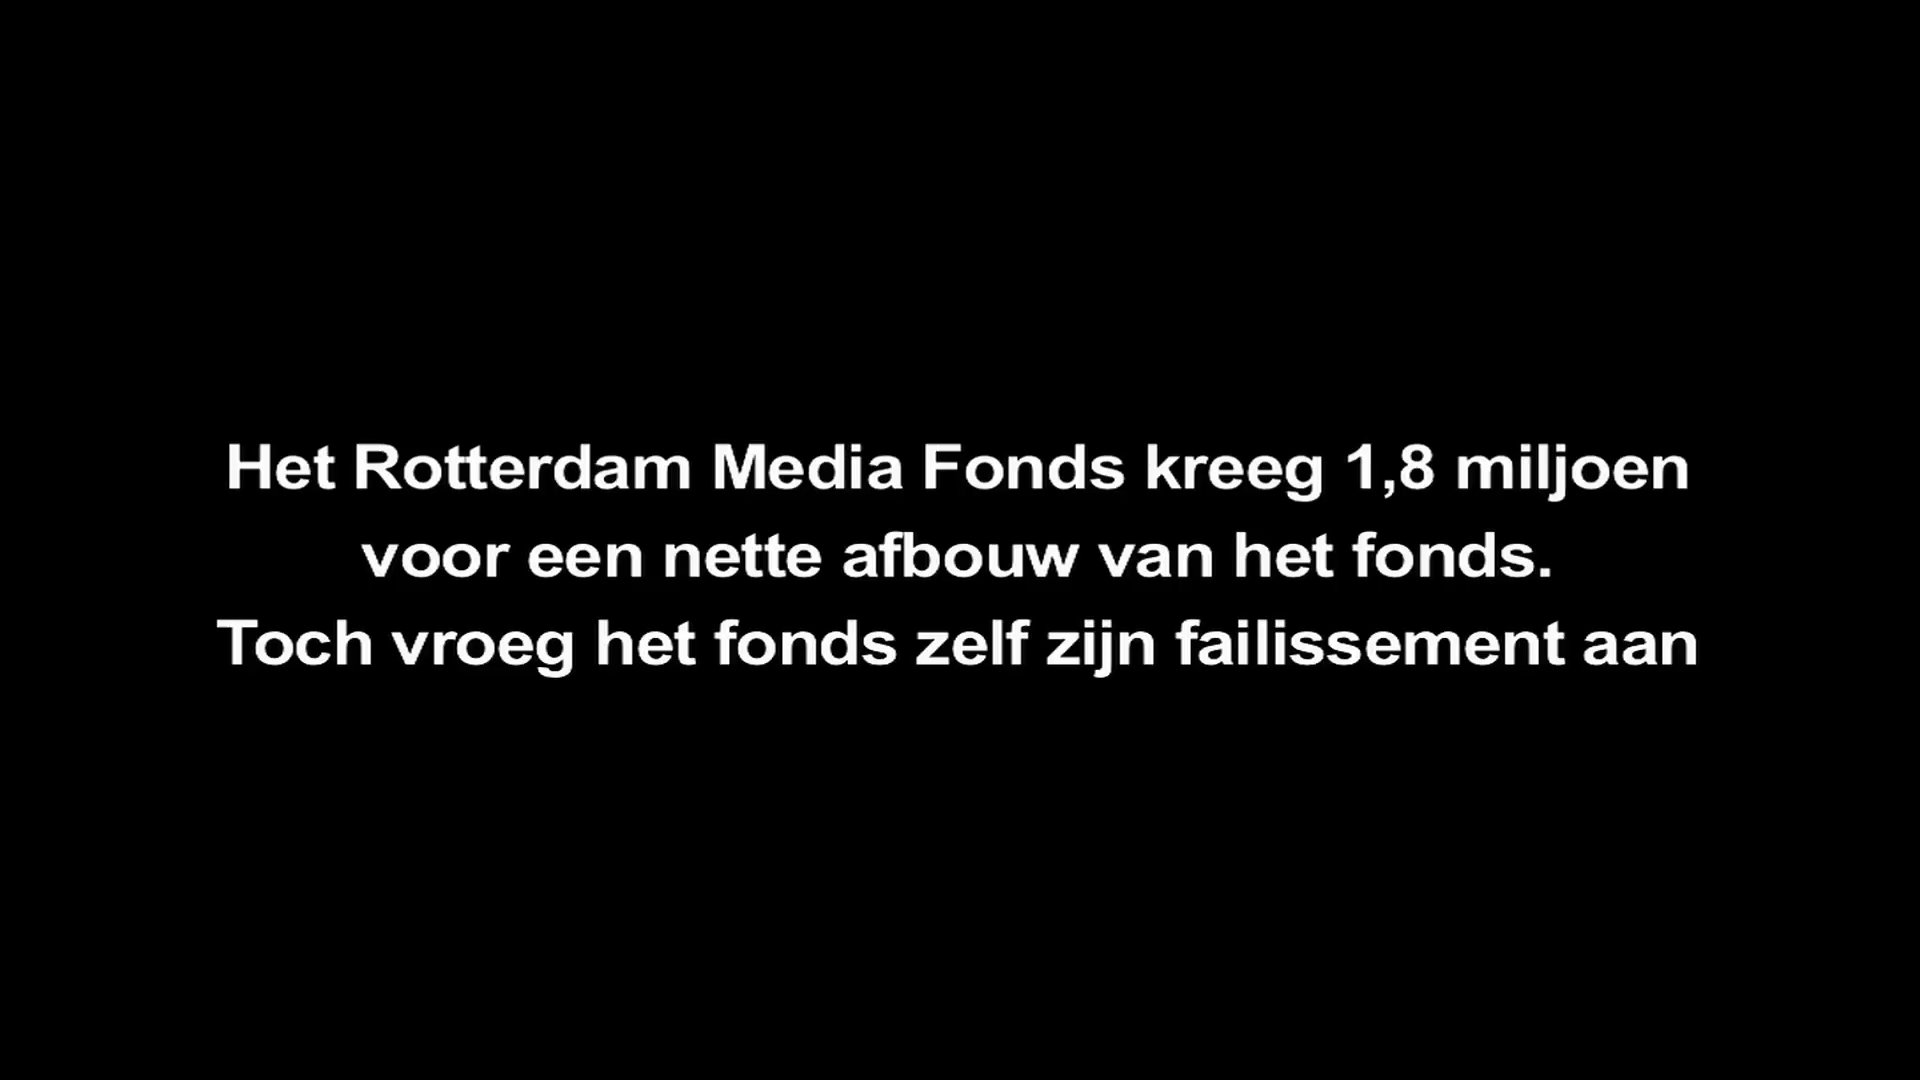 Het Rotterdam Media Fonds kreeg 1,8 miljoen
voor een nette afbouw van het fonds.
Toch vroeg het fonds zelf zijn failissement aan